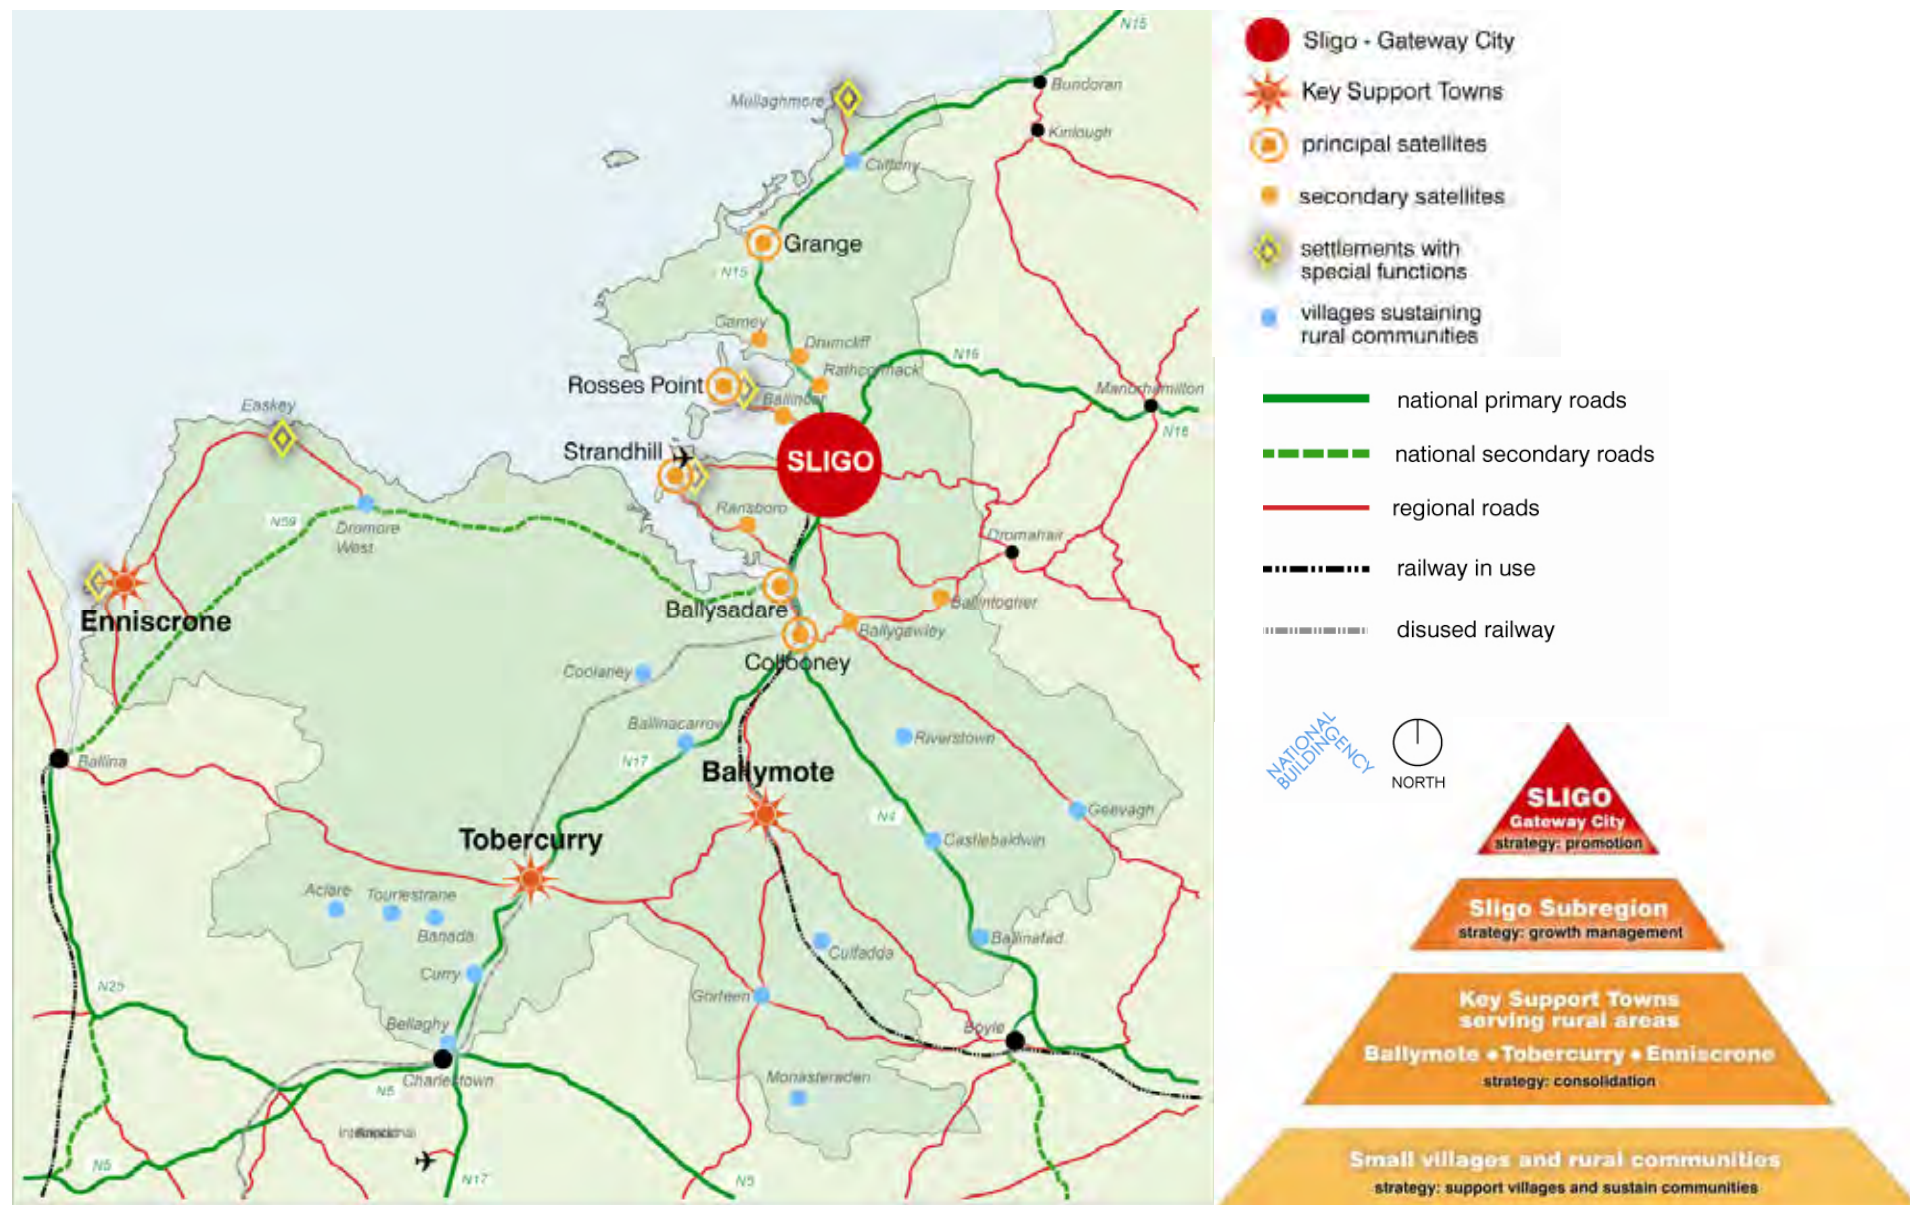 N15
Bundoran
Mullaghmore
Kinlough
Cliffony
Grange
N15
Carney
Drumcliff
Rathcormack
N16
Rosses Point
Ballincar
Manorhamilton
N16
Easkey
Strandhill
SLIGO
Ransboro
N59
Dromore
West
Dromahair
Enniscrone
Ballysadare
Ballintogher
Ballygawley
Collooney
Coolaney
Ballinacarrow
Riverstown
Ballina
N17
Ballymote
Geevagh
N4
Castlebaldwin
Tobercurry
Aclare
Tourlestrane
Banada
Ballinafad
Culfadda
Curry
Gorteen
N25
Bellaghy
Boyle
Charlestown
N5
Monasteraden
N5
N17
N5
Sligo - Gateway City
Key Support Towns
principal satellites
secondary satellites
settlements with
special functions
villages sustaining
rural communities
national primary roads
national secondary roads
regional roads
railway in use
disused railway
NATIONAL
BUILDINGENCY
NORTH
SLIGO
Gateway City
strategy: promotion
Sligo Subregion
strategy: growth management
Key Support Towns
serving rural areas
Ballymote • Tobercurry • Enniscrone
strategy: consolidation
Small villages and rural communities
strategy: support villages and sustain communities